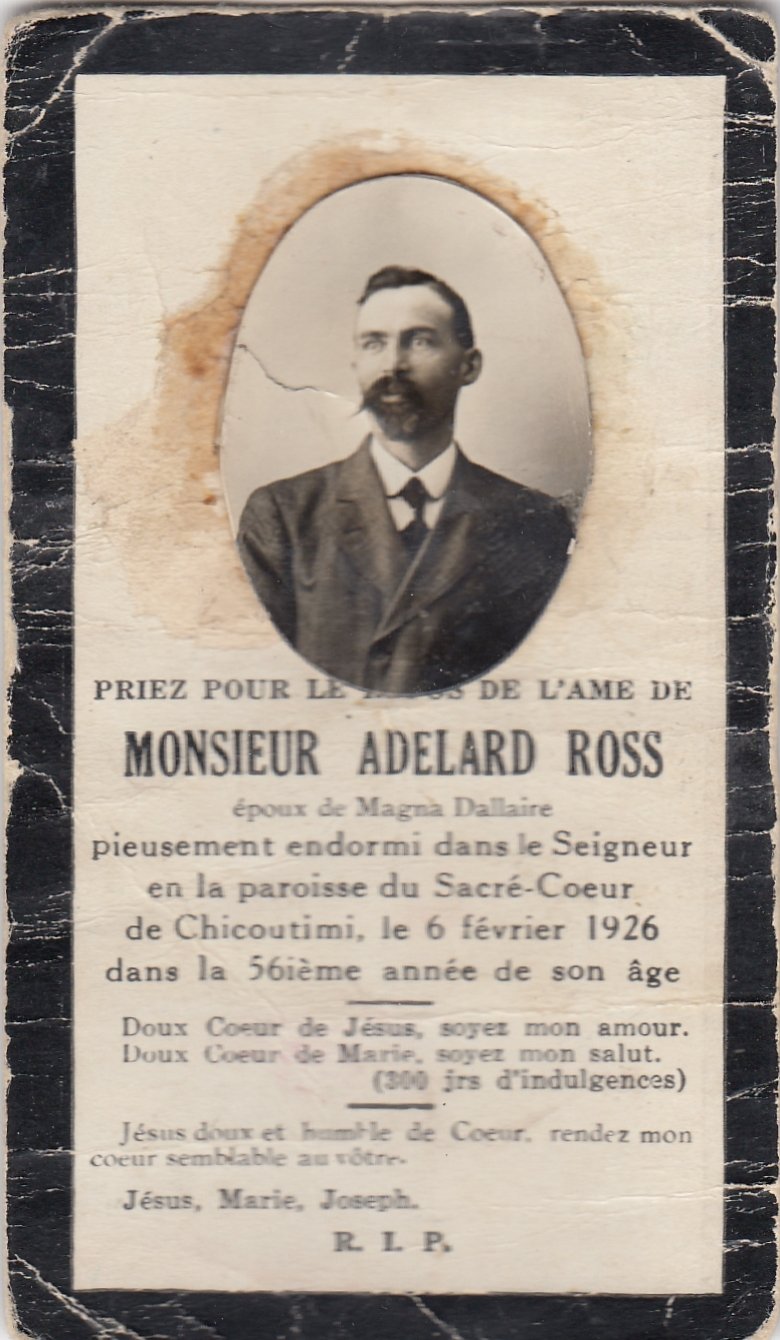 PRIEZ POUR LE DE L'AME DE
MONSIEUR ADELARD ROSS
époux de Magna Dallaire
pieusement endormi dans le Seigneur
en la paroisse du Sacré-Coeur
de Chicoutimi, le 6 février 1926
dans la 56ième année de son âge
Doux Coeur de Jésus, soyez mon amour.
Doux Coeur de Marie, soyez mon salut.
(300 jrs d'indulgences)
Jésus doux et humble de Coeur, rendez mon
coeur semblable au vôtre.
Jésus, Marie, Joseph.
R. I. P.